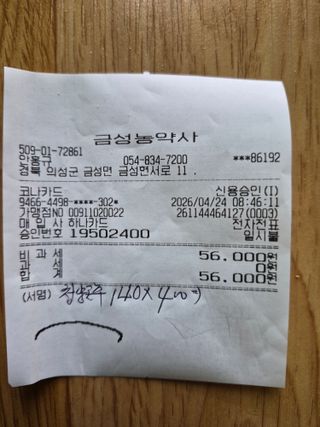 금성농약사
509-01-72861
안홍규 054-834-7200 ***86192
경북 의성군 금성면 금성면서로 11 .
코나카드 신용승인(I)
9466-4498-****-302* 2026/04/24 08:46:11
가맹점NO 00911020022 261144464127(0003)
매 입 사 하나카드 전자전표
승인번호 19502400 일시불
비 과 세 56,000원
과 세 0원
합 계 56,000원
(서명) 140×400